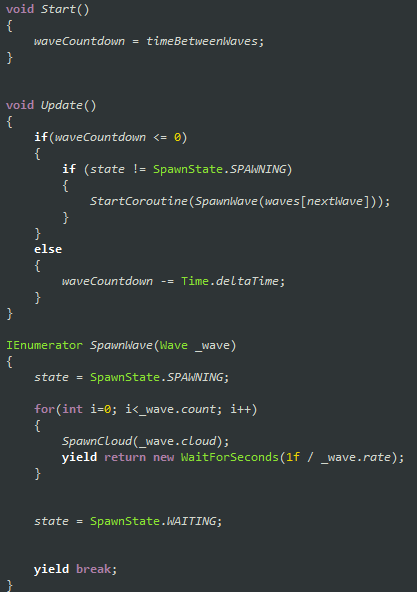 void Start()
{
    waveCountdown = timeBetweenWaves;
}
void Update()
{
    if(waveCountdown <= 0)
    {
        if (state != SpawnState.SPAWNING)
        {
            StartCoroutine(SpawnWave(waves[nextWave]));
        }
    }
    else
    {
        waveCountdown -= Time.deltaTime;
    }
}
IEnumerator SpawnWave(Wave _wave)
{
    state = SpawnState.SPAWNING;
    for(int i=0; i<_wave.count; i++)
    {
        SpawnCloud(_wave.cloud);
        yield return new WaitForSeconds(1f / _wave.rate);
    }
    state = SpawnState.WAITING;
    yield break;
}